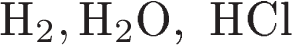 H₂, H₂O, HCl